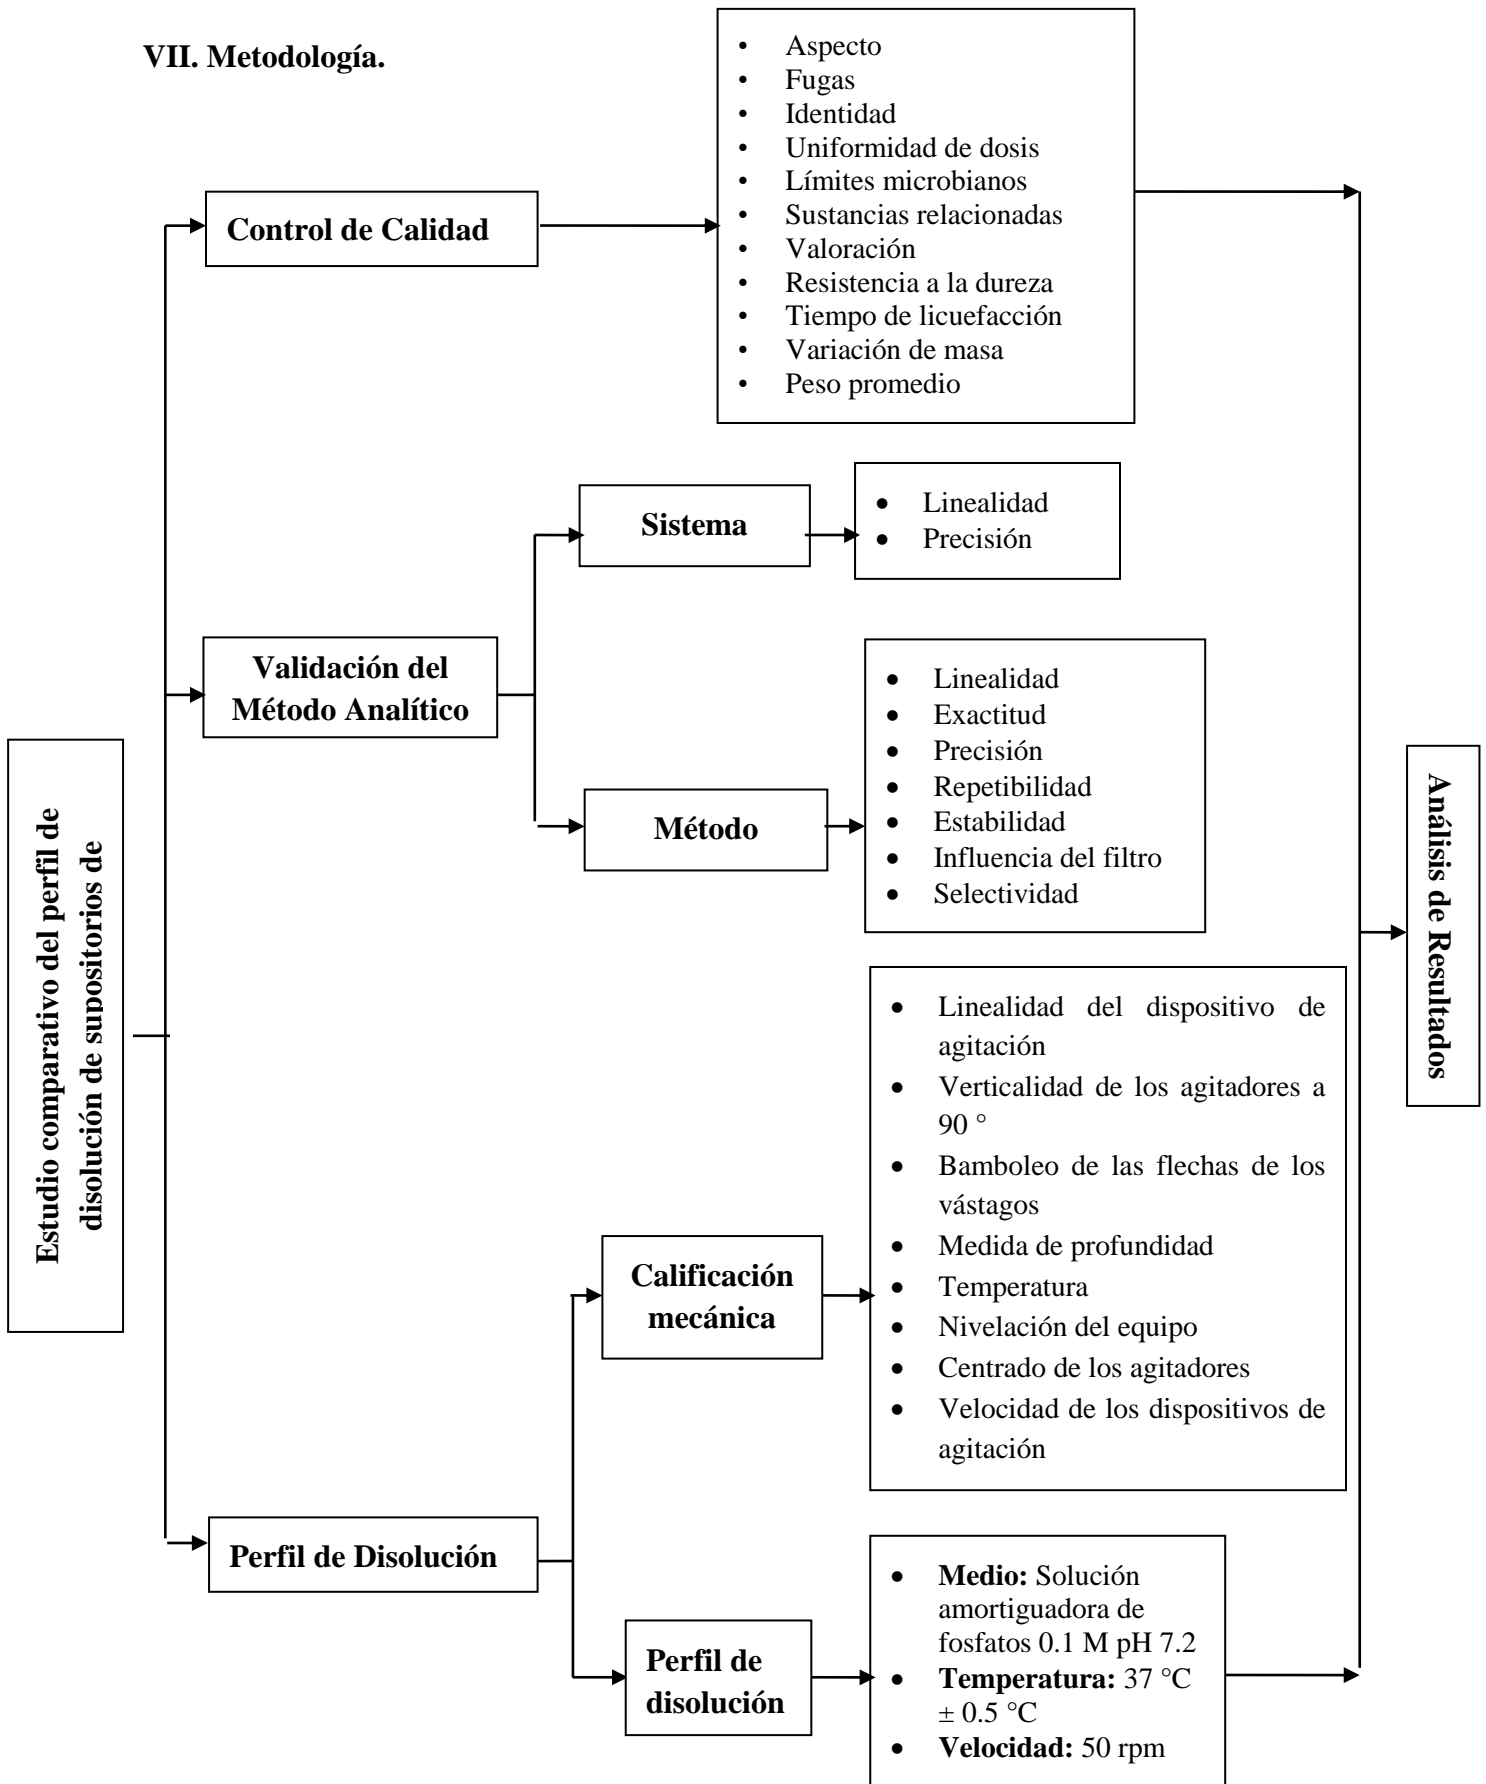 VII. Metodología.
• Aspecto
• Fugas
• Identidad
• Uniformidad de dosis
• Límites microbianos
• Sustancias relacionadas
• Valoración
• Resistencia a la dureza
• Tiempo de licuefacción
• Variación de masa
• Peso promedio
Control de Calidad
Sistema
• Linealidad
• Precisión
Validación del
Método Analítico
Método
• Linealidad
• Exactitud
• Precisión
• Repetibilidad
• Estabilidad
• Influencia del filtro
• Selectividad
Estudio comparativo del perfil de
disolución de supositorios de
Análisis de Resultados
Calificación
mecánica
• Linealidad del dispositivo de
agitación
• Verticalidad de los agitadores a
90 °
• Bamboleo de las flechas de los
vástagos
• Medida de profundidad
• Temperatura
• Nivelación del equipo
• Centrado de los agitadores
• Velocidad de los dispositivos de
agitación
Perfil de Disolución
Perfil de
disolución
• Medio: Solución
amortiguadora de
fosfatos 0.1 M pH 7.2
• Temperatura: 37 °C
± 0.5 °C
• Velocidad: 50 rpm